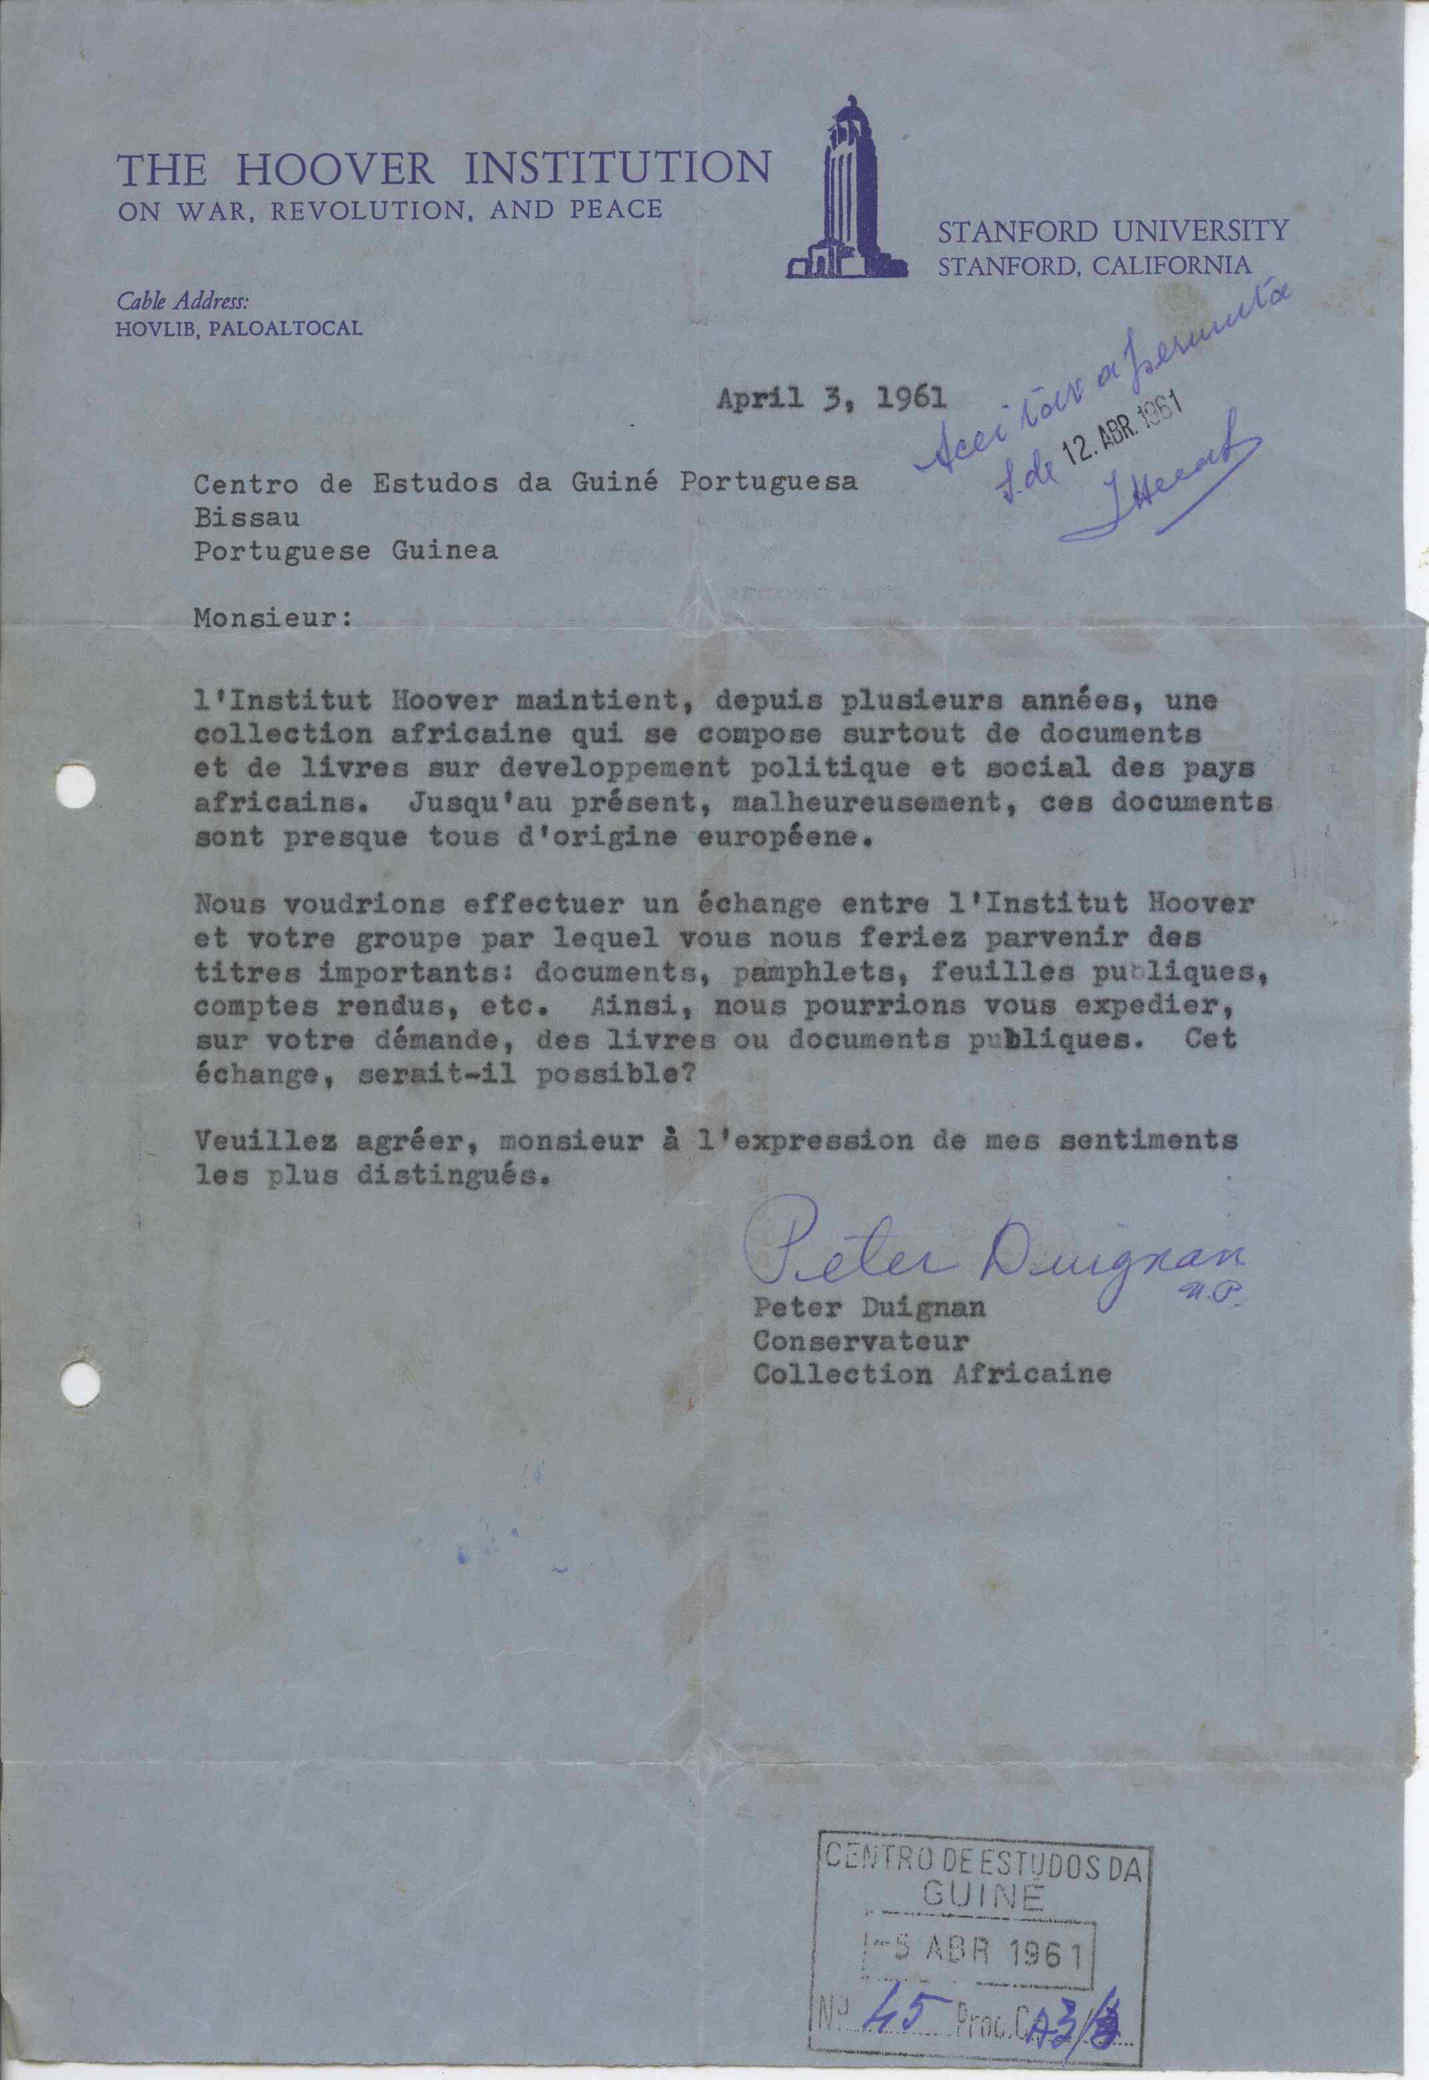 THE HOOVER INSTITUTION
ON WAR, REVOLUTION, AND PEACE
STANFORD UNIVERSITY
STANFORD, CALIFORNIA
Cable Address:
HOVLIB, PALOALTOCAL
Aceitar a permuta
12. ABR. 1961
April 3, 1961
Centro de Estudos da Guiné Portuguesa
Bissau
Portuguese Guinea
Monsieur:
l'Institut Hoover maintient, depuis plusieurs années, une
collection africaine qui se compose surtout de documents
et de livres sur developpement politique et social des pays
africains. Jusqu'au présent, malheureusement, ces documents
sont presque tous d'origine européene.
Nous voudrions effectuer un échange entre l'Institut Hoover
et votre groupe par lequel vous nous feriez parvenir des
titres importants: documents, pamphlets, feuilles publiques,
comptes rendus, etc. Ainsi, nous pourrions vous expedier,
sur votre démande, des livres ou documents publiques. Cet
échange, serait-il possible?
Veuillez agréer, monsieur à l'expression de mes sentiments
les plus distingués.
Peter Duignan
Peter Duignan
Conservateur
Collection Africaine
CENTRO DE ESTUDOS DA
GUINÉ
-5 ABR 1961
Nº 45 Proc.